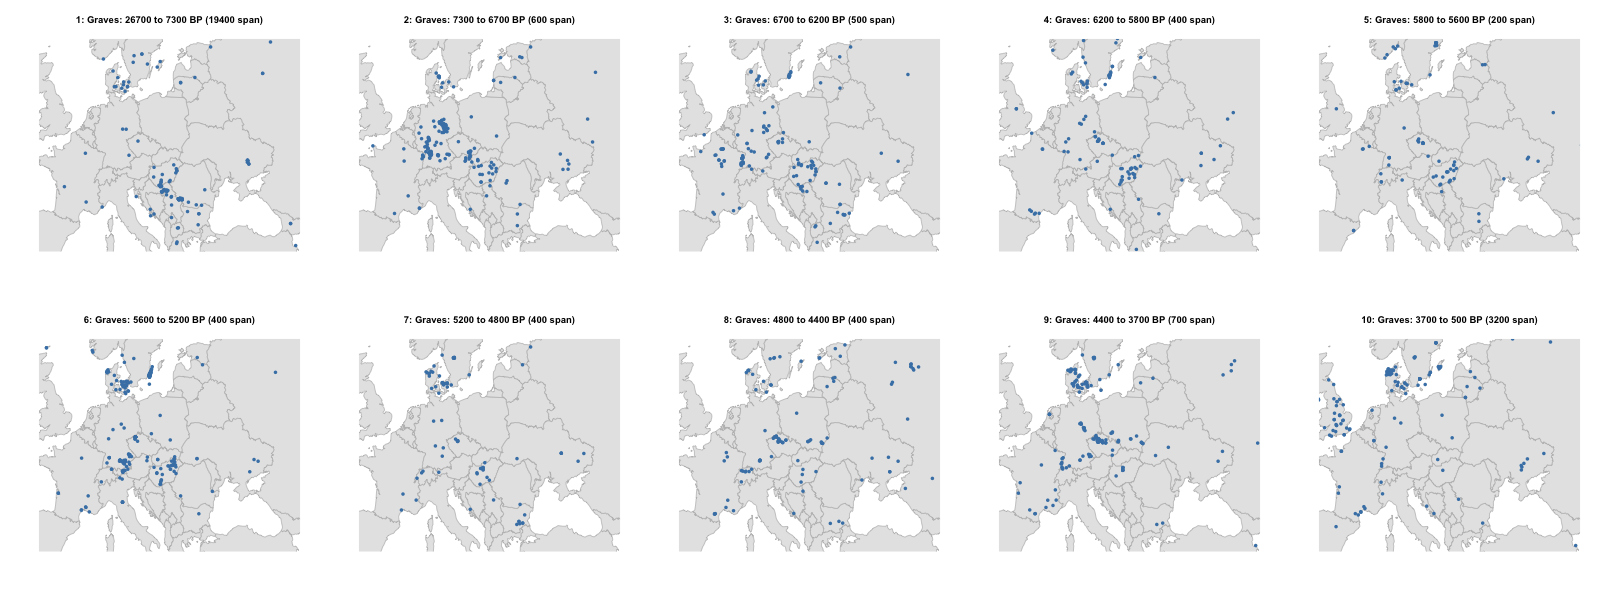 1: Graves: 26700 to 7300 BP (19400 span)
2: Graves: 7300 to 6700 BP (600 span)
3: Graves: 6700 to 6200 BP (500 span)
4: Graves: 6200 to 5800 BP (400 span)
5: Graves: 5800 to 5600 BP (200 span)
6: Graves: 5600 to 5200 BP (400 span)
7: Graves: 5200 to 4800 BP (400 span)
8: Graves: 4800 to 4400 BP (400 span)
9: Graves: 4400 to 3700 BP (700 span)
10: Graves: 3700 to 500 BP (3200 span)